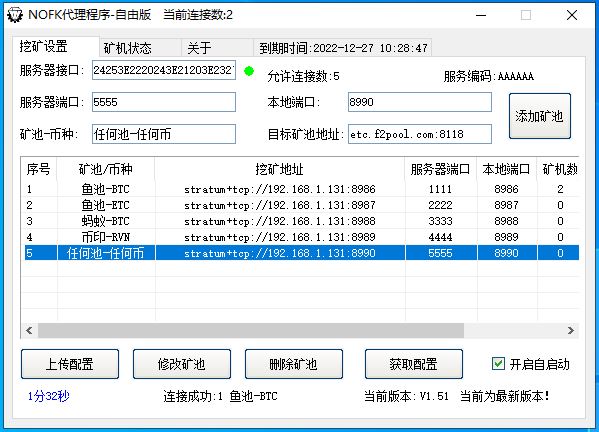 NOFK代理程序-自由版 当前连接数:2
挖矿设置 矿机状态 关于 到期时间:2022-12-27 10:28:47
服务器接口: 24253E2220243E21203E232 允许连接数:5 服务编码:AAAAAA
服务器端口: 5555 本地端口: 8990 添加矿池
矿池-币种: 任何池-任何币 目标矿池地址: etc.f2pool.com:8118
序号 矿池/币种 挖矿地址 服务器端口 本地端口 矿机数
1 鱼池-BTC stratum+tcp://192.168.1.131:8986 1111 8986 2
2 鱼池-ETC stratum+tcp://192.168.1.131:8987 2222 8987 0
3 蚂蚁-BTC stratum+tcp://192.168.1.131:8988 3333 8988 0
4 币印-RVN stratum+tcp://192.168.1.131:8989 4444 8989 0
5 任何池-任何币 stratum+tcp://192.168.1.131:8990 5555 8990 0
上传配置 修改矿池 删除矿池 获取配置 开启自启动
1分32秒 连接成功:1 鱼池-BTC 当前版本: V1.51 当前为最新版本!